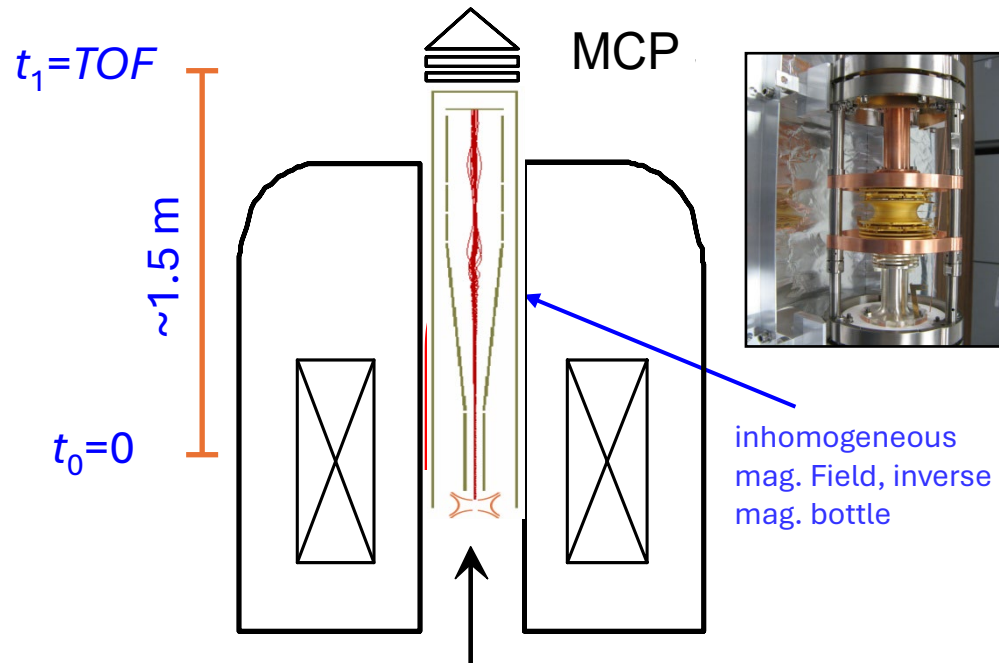 t₁=TOF
MCP
~1.5 m
t₀=0
inhomogeneous
mag. Field, inverse
mag. bottle